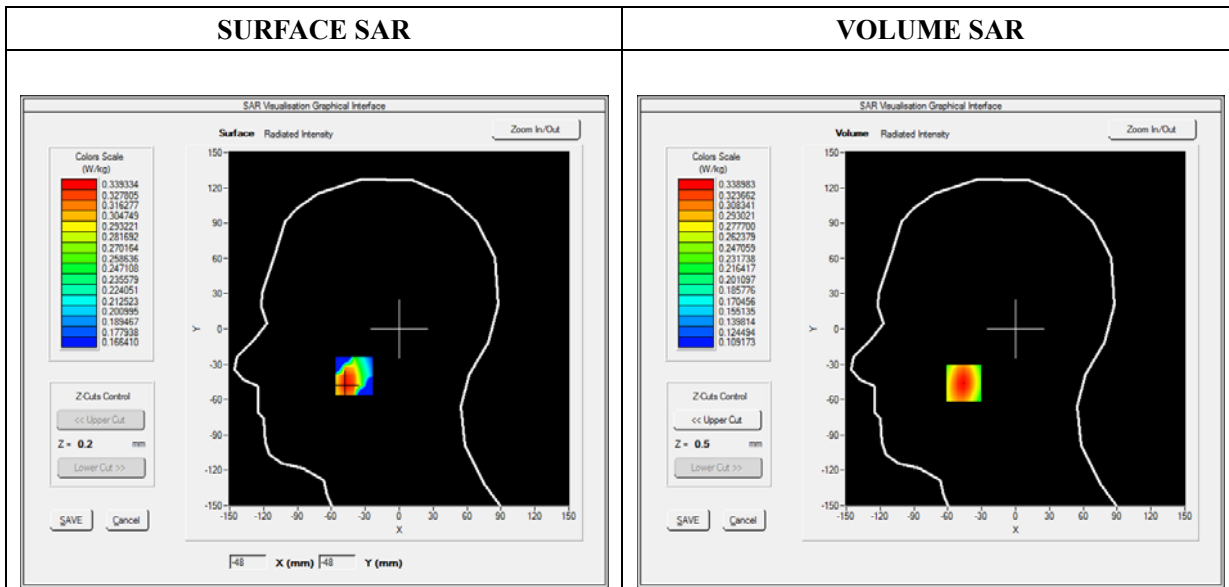 SURFACE SAR
VOLUME SAR
SAR Visualisation Graphical Interface
Surface Radiated Intensity
Zoom In/Out
Colors Scale
(W/kg)
0.339334
0.327805
0.316277
0.304749
0.293221
0.281692
0.270164
0.258636
0.247108
0.235579
0.224051
0.212523
0.200995
0.189467
0.177938
0.166410
Z-Cuts Control
<< Upper Cut
Z = 0.2 mm
Lower Cut >>
SAVE
Cancel
150
120
90
60
30
0
-30
-60
-90
-120
-150
Y
-150 -120 -90 -60 -30 0 30 60 90 120 150
X
-48 X (mm) -48 Y (mm)
SAR Visualisation Graphical Interface
Volume Radiated Intensity
Zoom In/Out
Colors Scale
(W/kg)
0.338983
0.323662
0.308341
0.293021
0.277700
0.262379
0.247059
0.231738
0.216417
0.201097
0.185776
0.170456
0.155135
0.139814
0.124494
0.109173
Z-Cuts Control
<< Upper Cut
Z = 0.5 mm
Lower Cut >>
SAVE
Cancel
150
120
90
60
30
0
-30
-60
-90
-120
-150
Y
-150 -120 -90 -60 -30 0 30 60 90 120 150
X